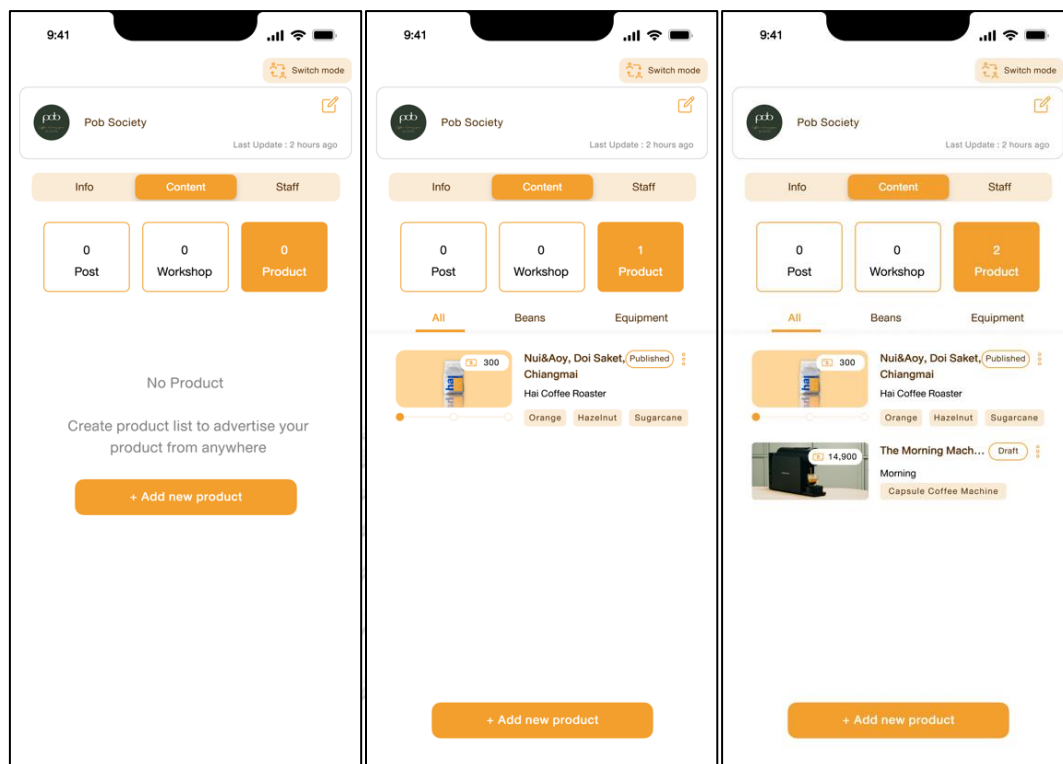 9:41
Switch mode
pob
Pob Society
Last Update : 2 hours ago
Info Content Staff
0 0 0
Post Workshop Product
No Product
Create product list to advertise your
product from anywhere
+ Add new product
9:41
Switch mode
pob
Pob Society
Last Update : 2 hours ago
Info Content Staff
0 0 1
Post Workshop Product
All Beans Equipment
300
hai
Nui&Aoy, Doi Saket, Published
Chiangmai
Hai Coffee Roaster
Orange Hazelnut Sugarcane
+ Add new product
9:41
Switch mode
pob
Pob Society
Last Update : 2 hours ago
Info Content Staff
0 0 2
Post Workshop Product
All Beans Equipment
300
hai
Nui&Aoy, Doi Saket, Published
Chiangmai
Hai Coffee Roaster
Orange Hazelnut Sugarcane
14,900
The Morning Mach... Draft
Morning
Capsule Coffee Machine
+ Add new product